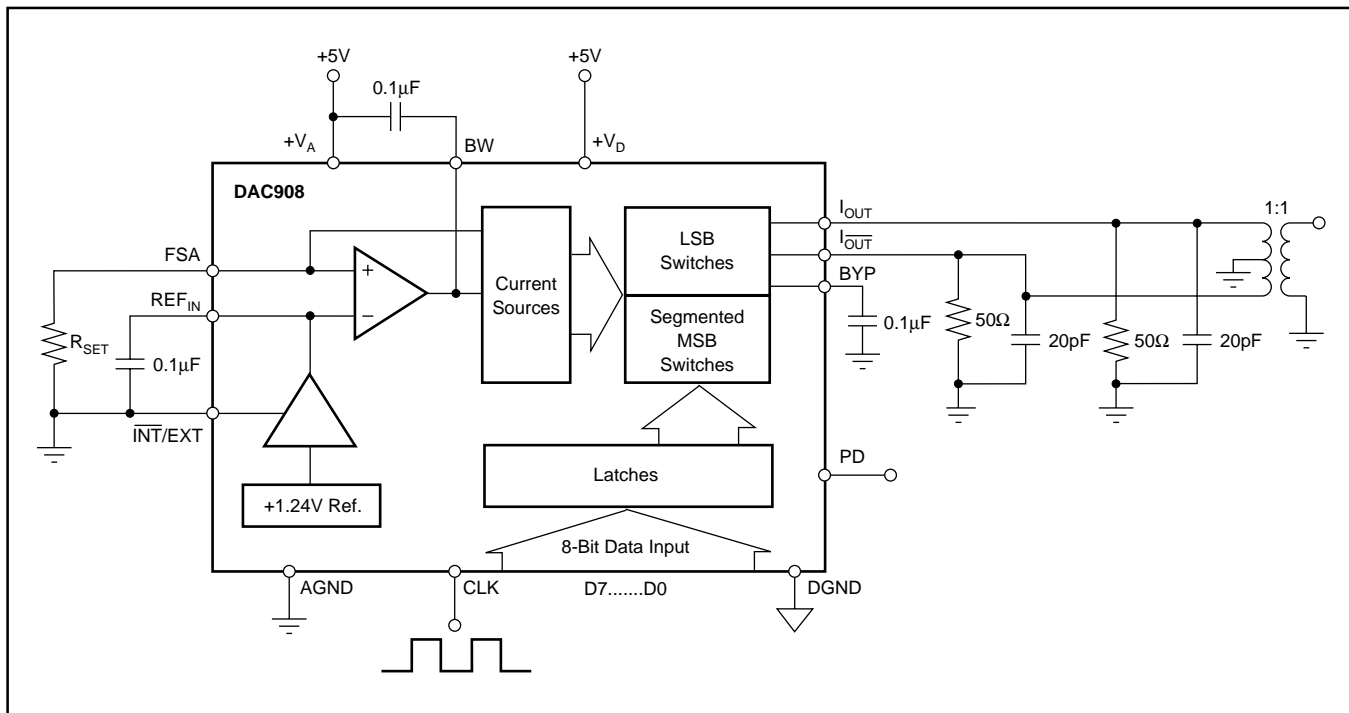 +5V
+5V
0.1µF
+V_A
BW
+V_D
DAC908
I_OUT
1:1
I_O̅U̅T̅
FSA
LSB
Switches
BYP
+
REF_IN
Current
Sources
–
Segmented
MSB
Switches
R_SET
0.1µF
0.1µF
50Ω
20pF
50Ω
20pF
I̅N̅T̅/EXT
PD
Latches
+1.24V Ref.
8-Bit Data Input
AGND
CLK
D7.......D0
DGND